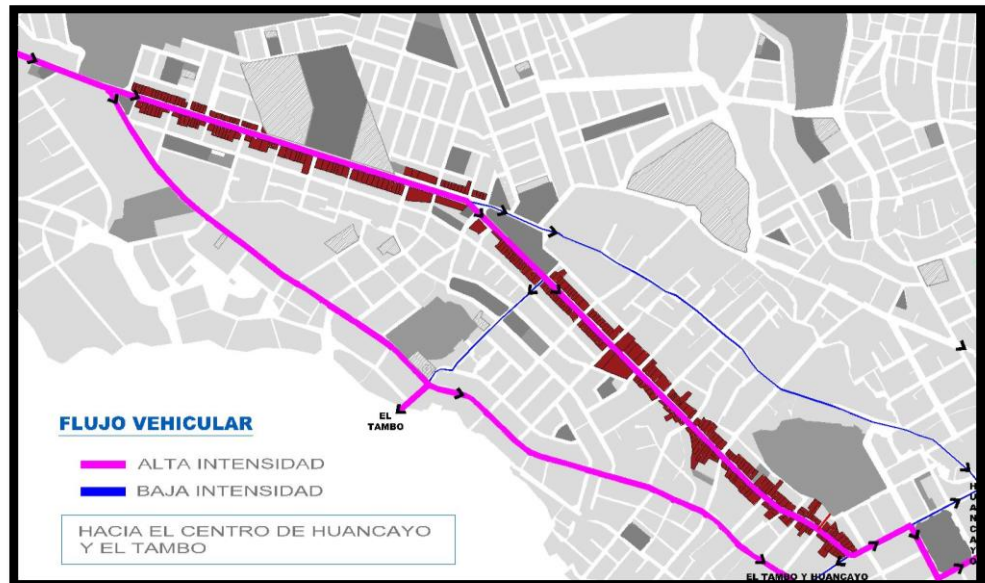 EL
TAMBO
FLUJO VEHICULAR
ALTA INTENSIDAD
BAJA INTENSIDAD
HACIA EL CENTRO DE HUANCAYO
Y EL TAMBO
HUANCAYO
EL TAMBO Y HUANCAYO